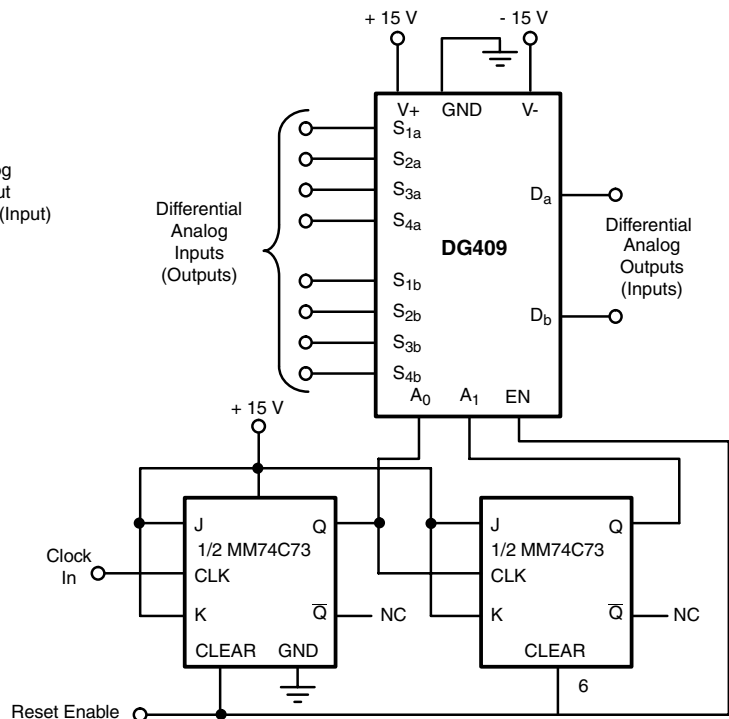 + 15 V
- 15 V
V+
GND
V-
S1a
S2a
S3a
S4a
S1b
S2b
S3b
S4b
Da
Db
DG409
A0
A1
EN
(Input)
Differential
Analog
Inputs
(Outputs)
Differential
Analog
Outputs
(Inputs)
+ 15 V
J
Q
1/2 MM74C73
CLK
K
Q̅
NC
CLEAR
GND
Clock
In
J
Q
1/2 MM74C73
CLK
K
Q̅
NC
CLEAR
6
Reset Enable